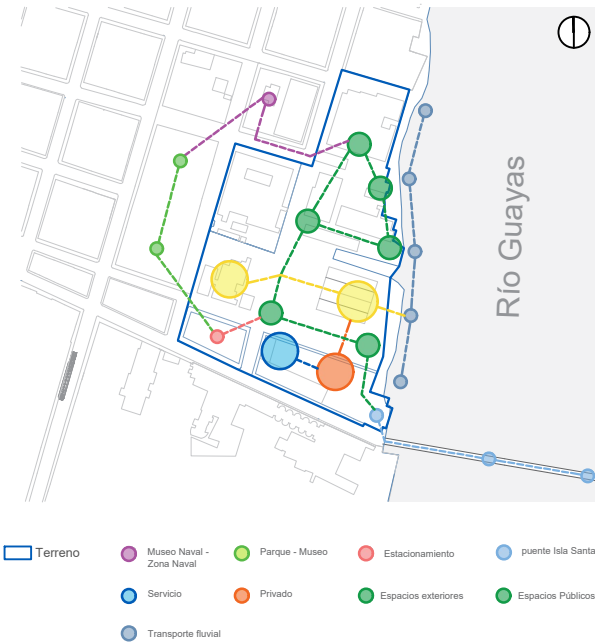 Río Guayas
Terreno
Museo Naval -
Zona Naval
Parque - Museo
Estacionamiento
puente Isla Santa
Servicio
Privado
Espacios exteriores
Espacios Públicos
Transporte fluvial